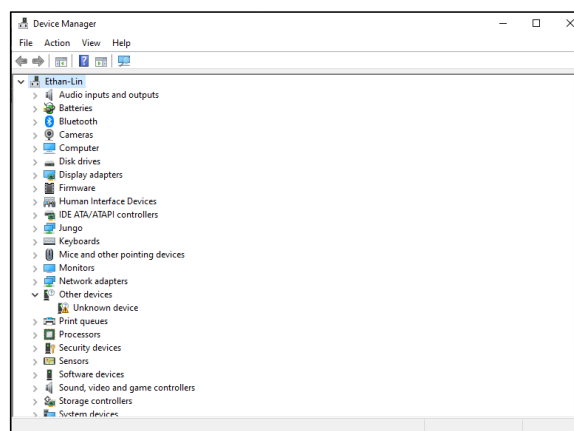 Device Manager
File Action View Help
Ethan-Lin
Audio inputs and outputs
Batteries
Bluetooth
Cameras
Computer
Disk drives
Display adapters
Firmware
Human Interface Devices
IDE ATA/ATAPI controllers
Jungo
Keyboards
Mice and other pointing devices
Monitors
Network adapters
Other devices
Unknown device
Print queues
Processors
Security devices
Sensors
Software devices
Sound, video and game controllers
Storage controllers
System devices